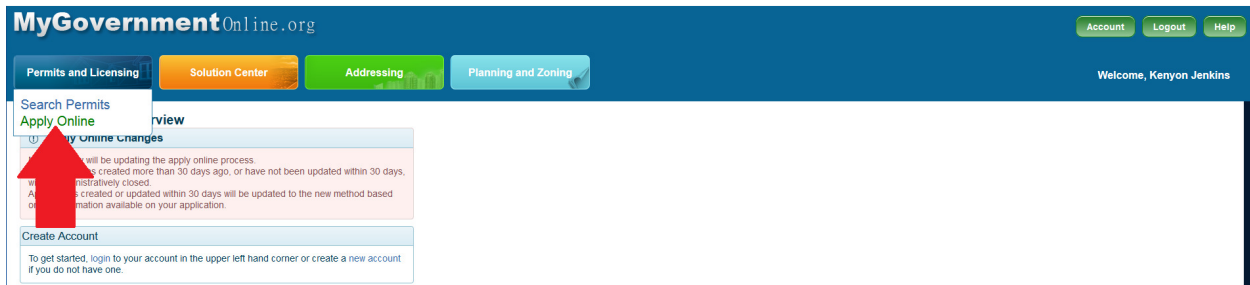 MyGovernmentOnline.org
Account Logout Help
Permits and Licensing Solution Center Addressing Planning and Zoning
Welcome, Kenyon Jenkins
Search Permits
Apply Online
Online Changes
will be updating the apply online process.
created more than 30 days ago, or have not been updated within 30 days,
closed.
created or updated within 30 days will be updated to the new method based
available on your application.
Create Account
To get started, login to your account in the upper left hand corner or create a new account
if you do not have one.